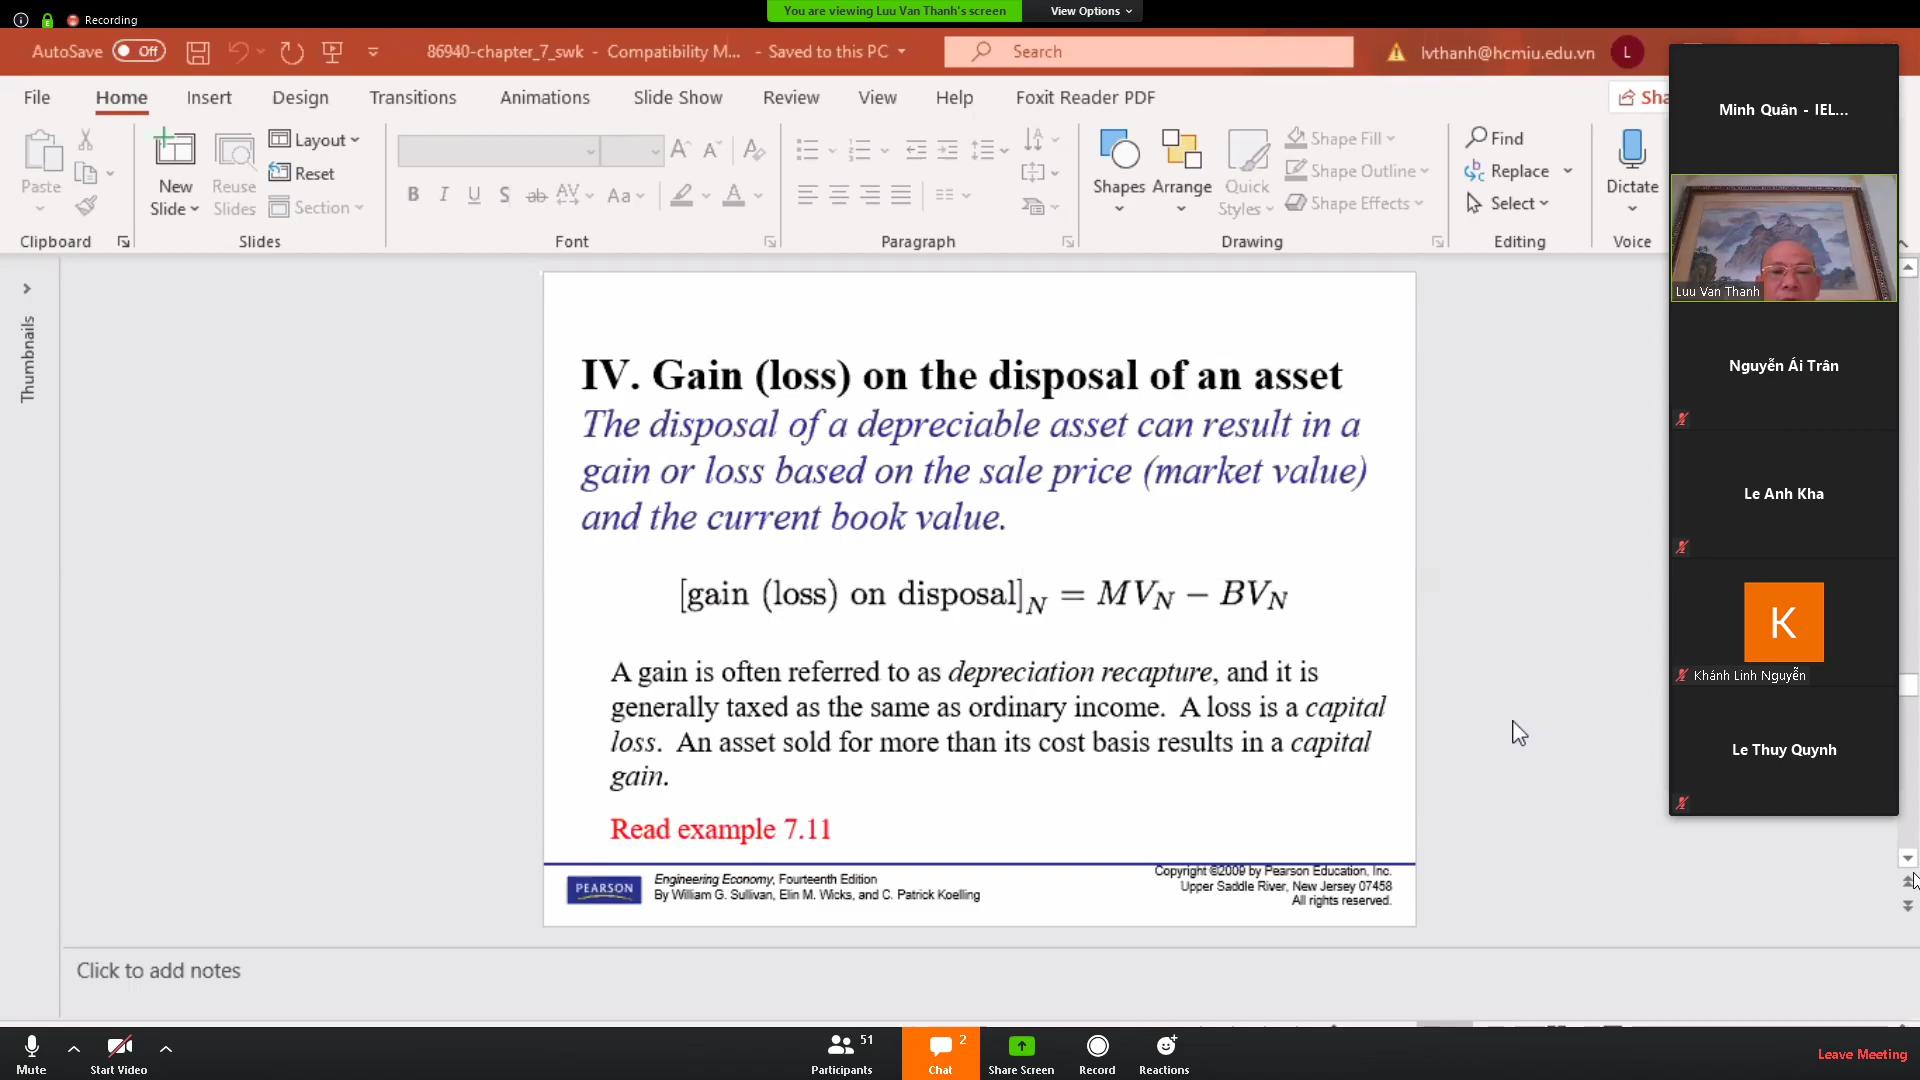 Recording
You are viewing Luu Van Thanh's screen
View Options
AutoSave Off
86940-chapter_7_swk - Compatibility M... - Saved to this PC
Search
lvthanh@hcmiu.edu.vn
L
File Home Insert Design Transitions Animations Slide Show Review View Help Foxit Reader PDF
Sha
Paste
New
Slide
Reuse
Slides
Layout
Reset
Section
Shapes
Arrange
Quick
Styles
Shape Fill
Shape Outline
Shape Effects
Find
Replace
Select
Dictate
Clipboard
Slides
Font
Paragraph
Drawing
Editing
Voice
Thumbnails
IV. Gain (loss) on the disposal of an asset
The disposal of a depreciable asset can result in a
gain or loss based on the sale price (market value)
and the current book value.
[gain (loss) on disposal]N = MVN − BVN
A gain is often referred to as depreciation recapture, and it is
generally taxed as the same as ordinary income. A loss is a capital
loss. An asset sold for more than its cost basis results in a capital
gain.
Read example 7.11
PEARSON
Engineering Economy, Fourteenth Edition
By William G. Sullivan, Elin M. Wicks, and C. Patrick Koelling
Copyright ©2009 by Pearson Education, Inc.
Upper Saddle River, New Jersey 07458
All rights reserved.
Click to add notes
Minh Quân - IEL...
Luu Van Thanh
Nguyễn Ái Trân
Le Anh Kha
K
Khánh Linh Nguyễn
Le Thuy Quynh
Mute
Start Video
Participants
51
Chat
2
Share Screen
Record
Reactions
Leave Meeting